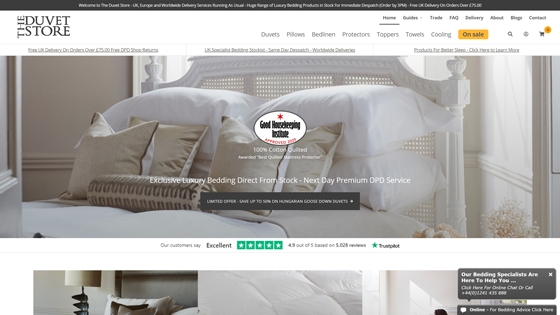 Welcome to The Duvet Store - UK, Europe and Worldwide Delivery Services Running As Usual - Huge Range of Luxury Bedding Products in Stock For Immediate Despatch (Order by 3PM) - Free UK Delivery On Orders Over £75.00
THE DUVET STORE
Home Guides Trade FAQ Delivery About Blogs Contact
Duvets Pillows Bedlinen Protectors Toppers Towels Cooling On sale
0
Free UK Delivery On Orders Over £75.00 Free DPD Shop Returns
UK Specialist Bedding Stockist - Same Day Despatch - Worldwide Deliveries
Products For Better Sleep - Click Here to Learn More
Good Housekeeping
Institute
APPROVED
100% Cotton Quilted
Awarded "Best Quilted Mattress Protector"
Exclusive Luxury Bedding Direct From Stock - Next Day Premium DPD Service
LIMITED OFFER - SAVE UP TO 50% ON HUNGARIAN GOOSE DOWN DUVETS →
Our customers say Excellent 4.9 out of 5 based on 5,028 reviews Trustpilot
Our Bedding Specialists Are
Here To Help You ...
Click Here For Online Chat Or Call
+44(0)1241 435 888
Online - For Bedding Advice Click Here